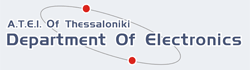 A.T.E.I. Of Thessaloniki
Department Of Electronics